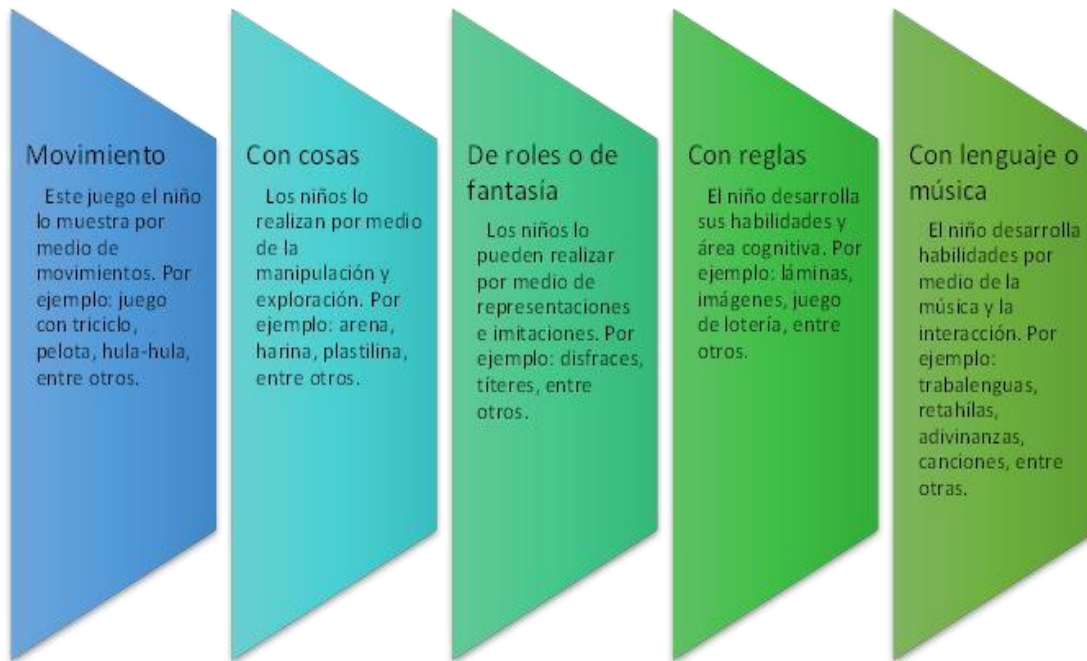 Movimiento
Este juego el niño
lo muestra por
medio de
movimientos. Por
ejemplo: juego
con triciclo,
pelota, hula-hula,
entre otros.
Con cosas
Los niños lo
realizan por medio
de la
manipulación y
exploración. Por
ejemplo: arena,
harina, plastilina,
entre otros.
De roles o de
fantasía
Los niños lo
pueden realizar
por medio de
representaciones
e imitaciones. Por
ejemplo: disfraces,
títeres, entre
otros.
Con reglas
El niño desarrolla
sus habilidades y
área cognitiva. Por
ejemplo: láminas,
imágenes, juego
de lotería, entre
otros.
Con lenguaje o
música
El niño desarrolla
habilidades por
medio de la
música y la
interacción. Por
ejemplo:
trabalenguas,
retahílas,
adivinanzas,
canciones, entre
otras.